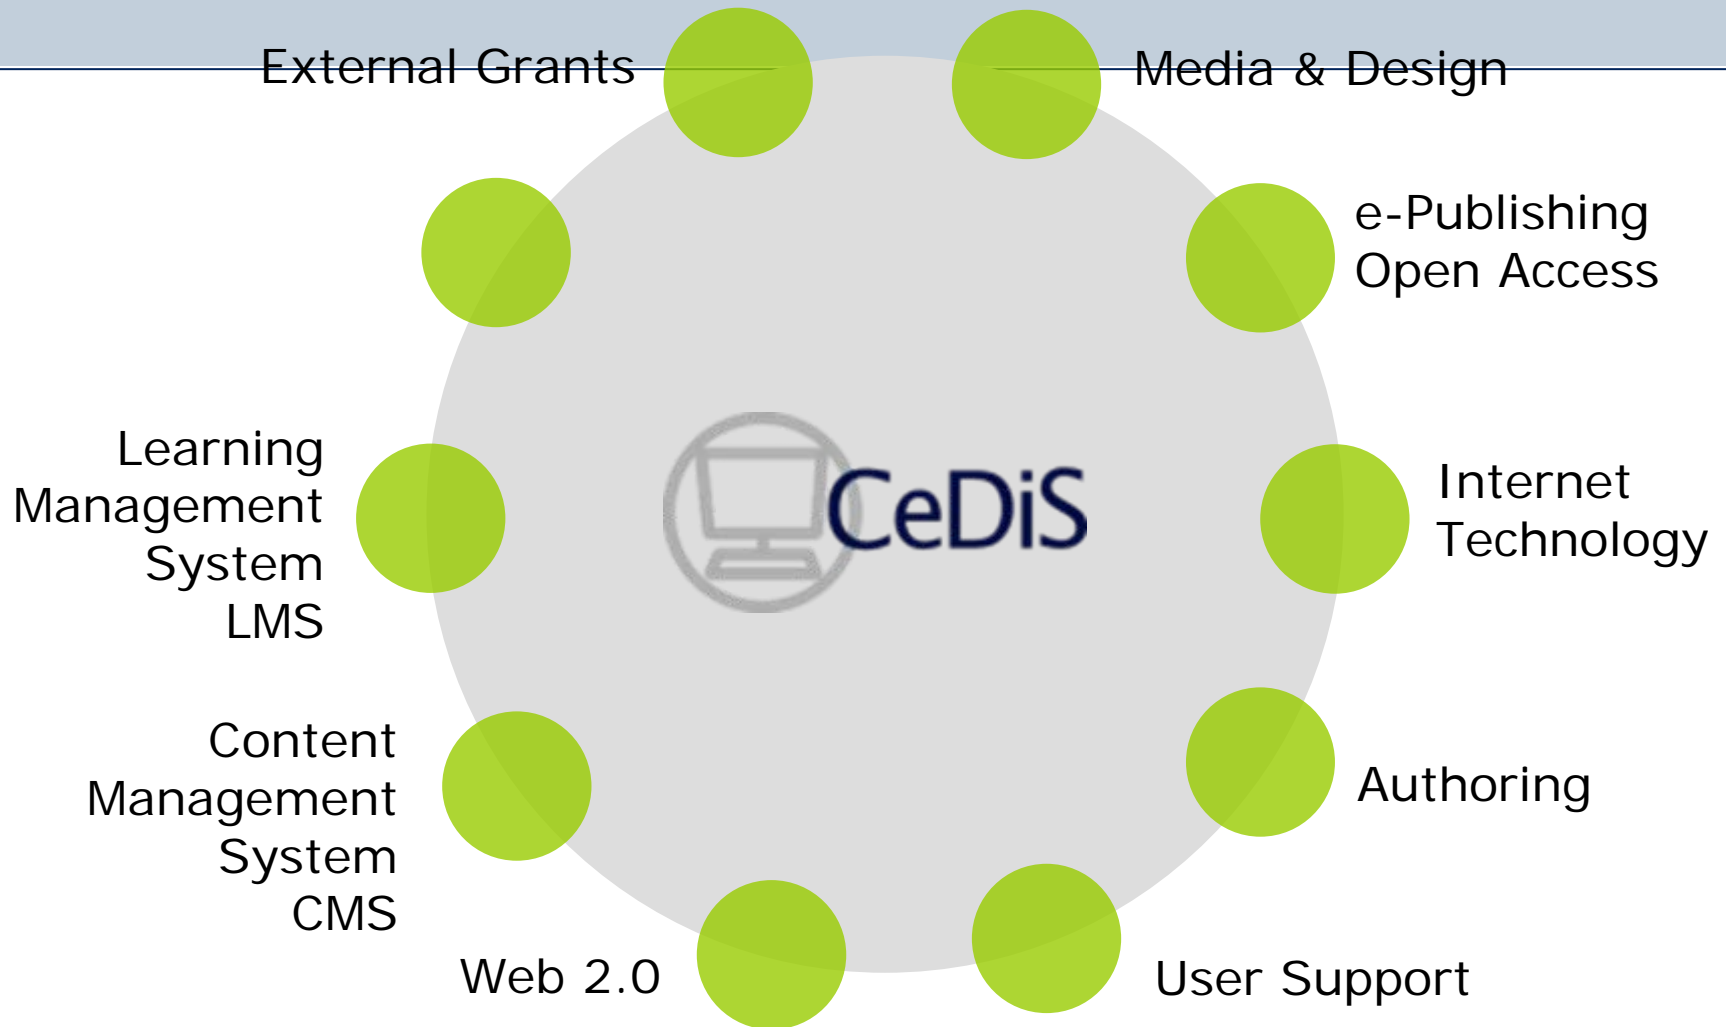 External Grants
Media & Design
e-Publishing
Open Access
Learning
Management
System
LMS
CeDiS
Internet
Technology
Content
Management
System
CMS
Authoring
Web 2.0
User Support